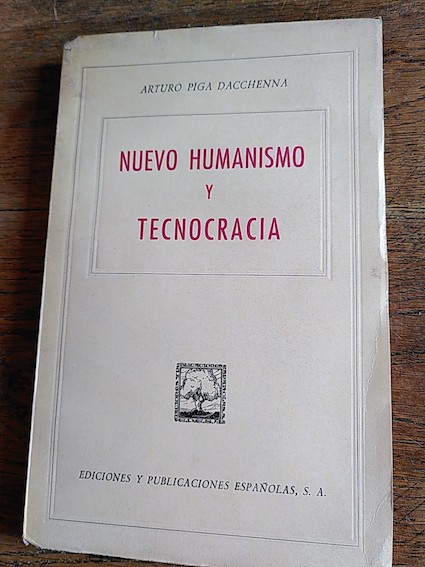 ARTURO PIGA DACCHENNA
NUEVO HUMANISMO
Y
TECNOCRACIA
EDICIONES Y PUBLICACIONES ESPAÑOLAS, S. A.